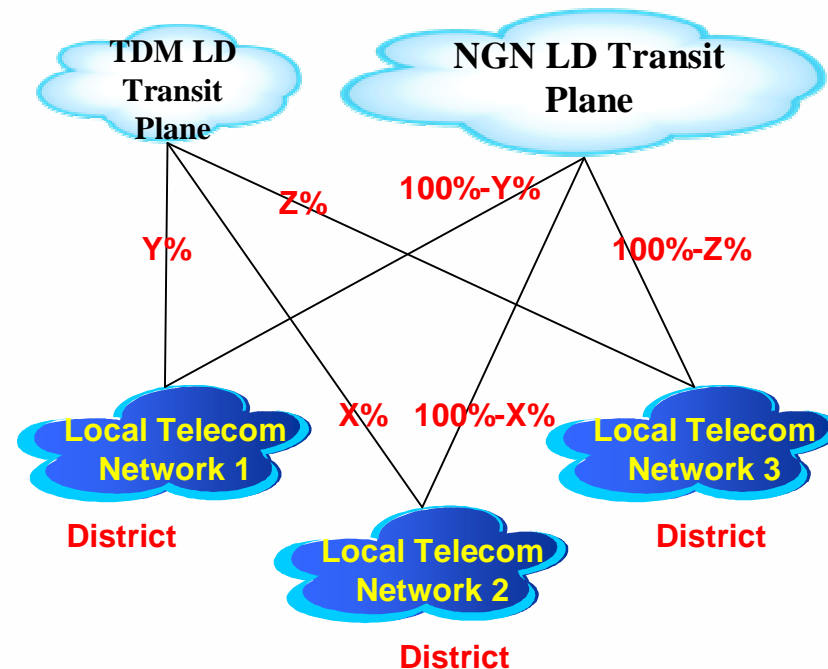 TDM LD
Transit
Plane
NGN LD Transit
Plane
Z%
100%-Y%
Y%
100%-Z%
X%
100%-X%
Local Telecom
Network 1
Local Telecom
Network 3
District
District
Local Telecom
Network 2
District